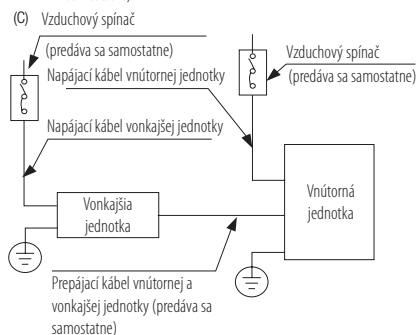 (C) Vzduchový spínač
(predáva sa samostatne)
Napájací kábel vnútornej jednotky
Vzduchový spínač
(predáva sa samostatne)
Napájací kábel vonkajšej jednotky
Vonkajšia
jednotka
Vnútorná
jednotka
Prepájací kábel vnútornej a
vonkajšej jednotky (predáva sa
samostatne)